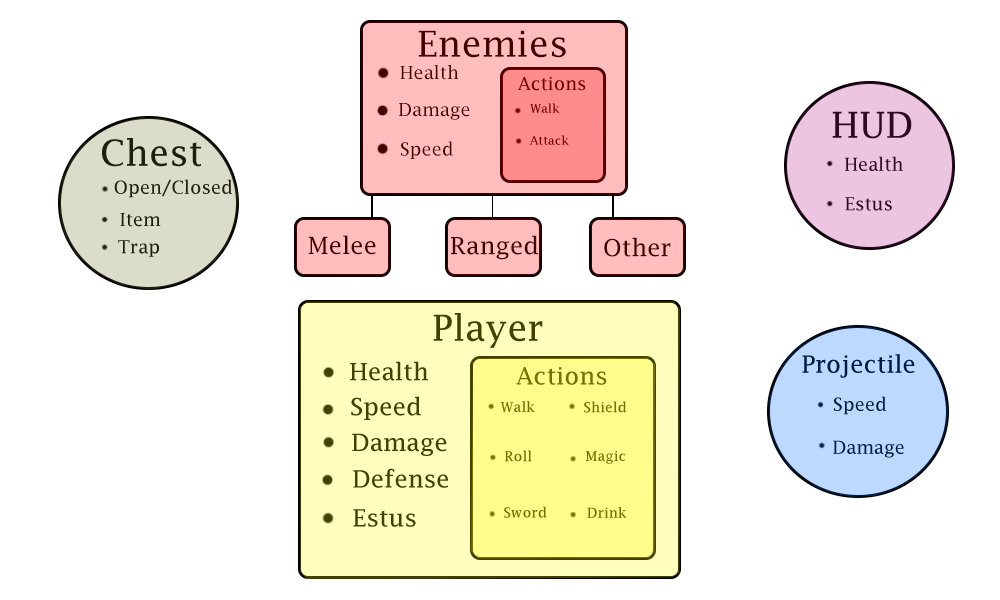 Enemies
Health
Damage
Speed
Actions
Walk
Attack
Melee
Ranged
Other
Chest
Open/Closed
Item
Trap
HUD
Health
Estus
Player
Health
Speed
Damage
Defense
Estus
Actions
Walk
Shield
Roll
Magic
Sword
Drink
Projectile
Speed
Damage